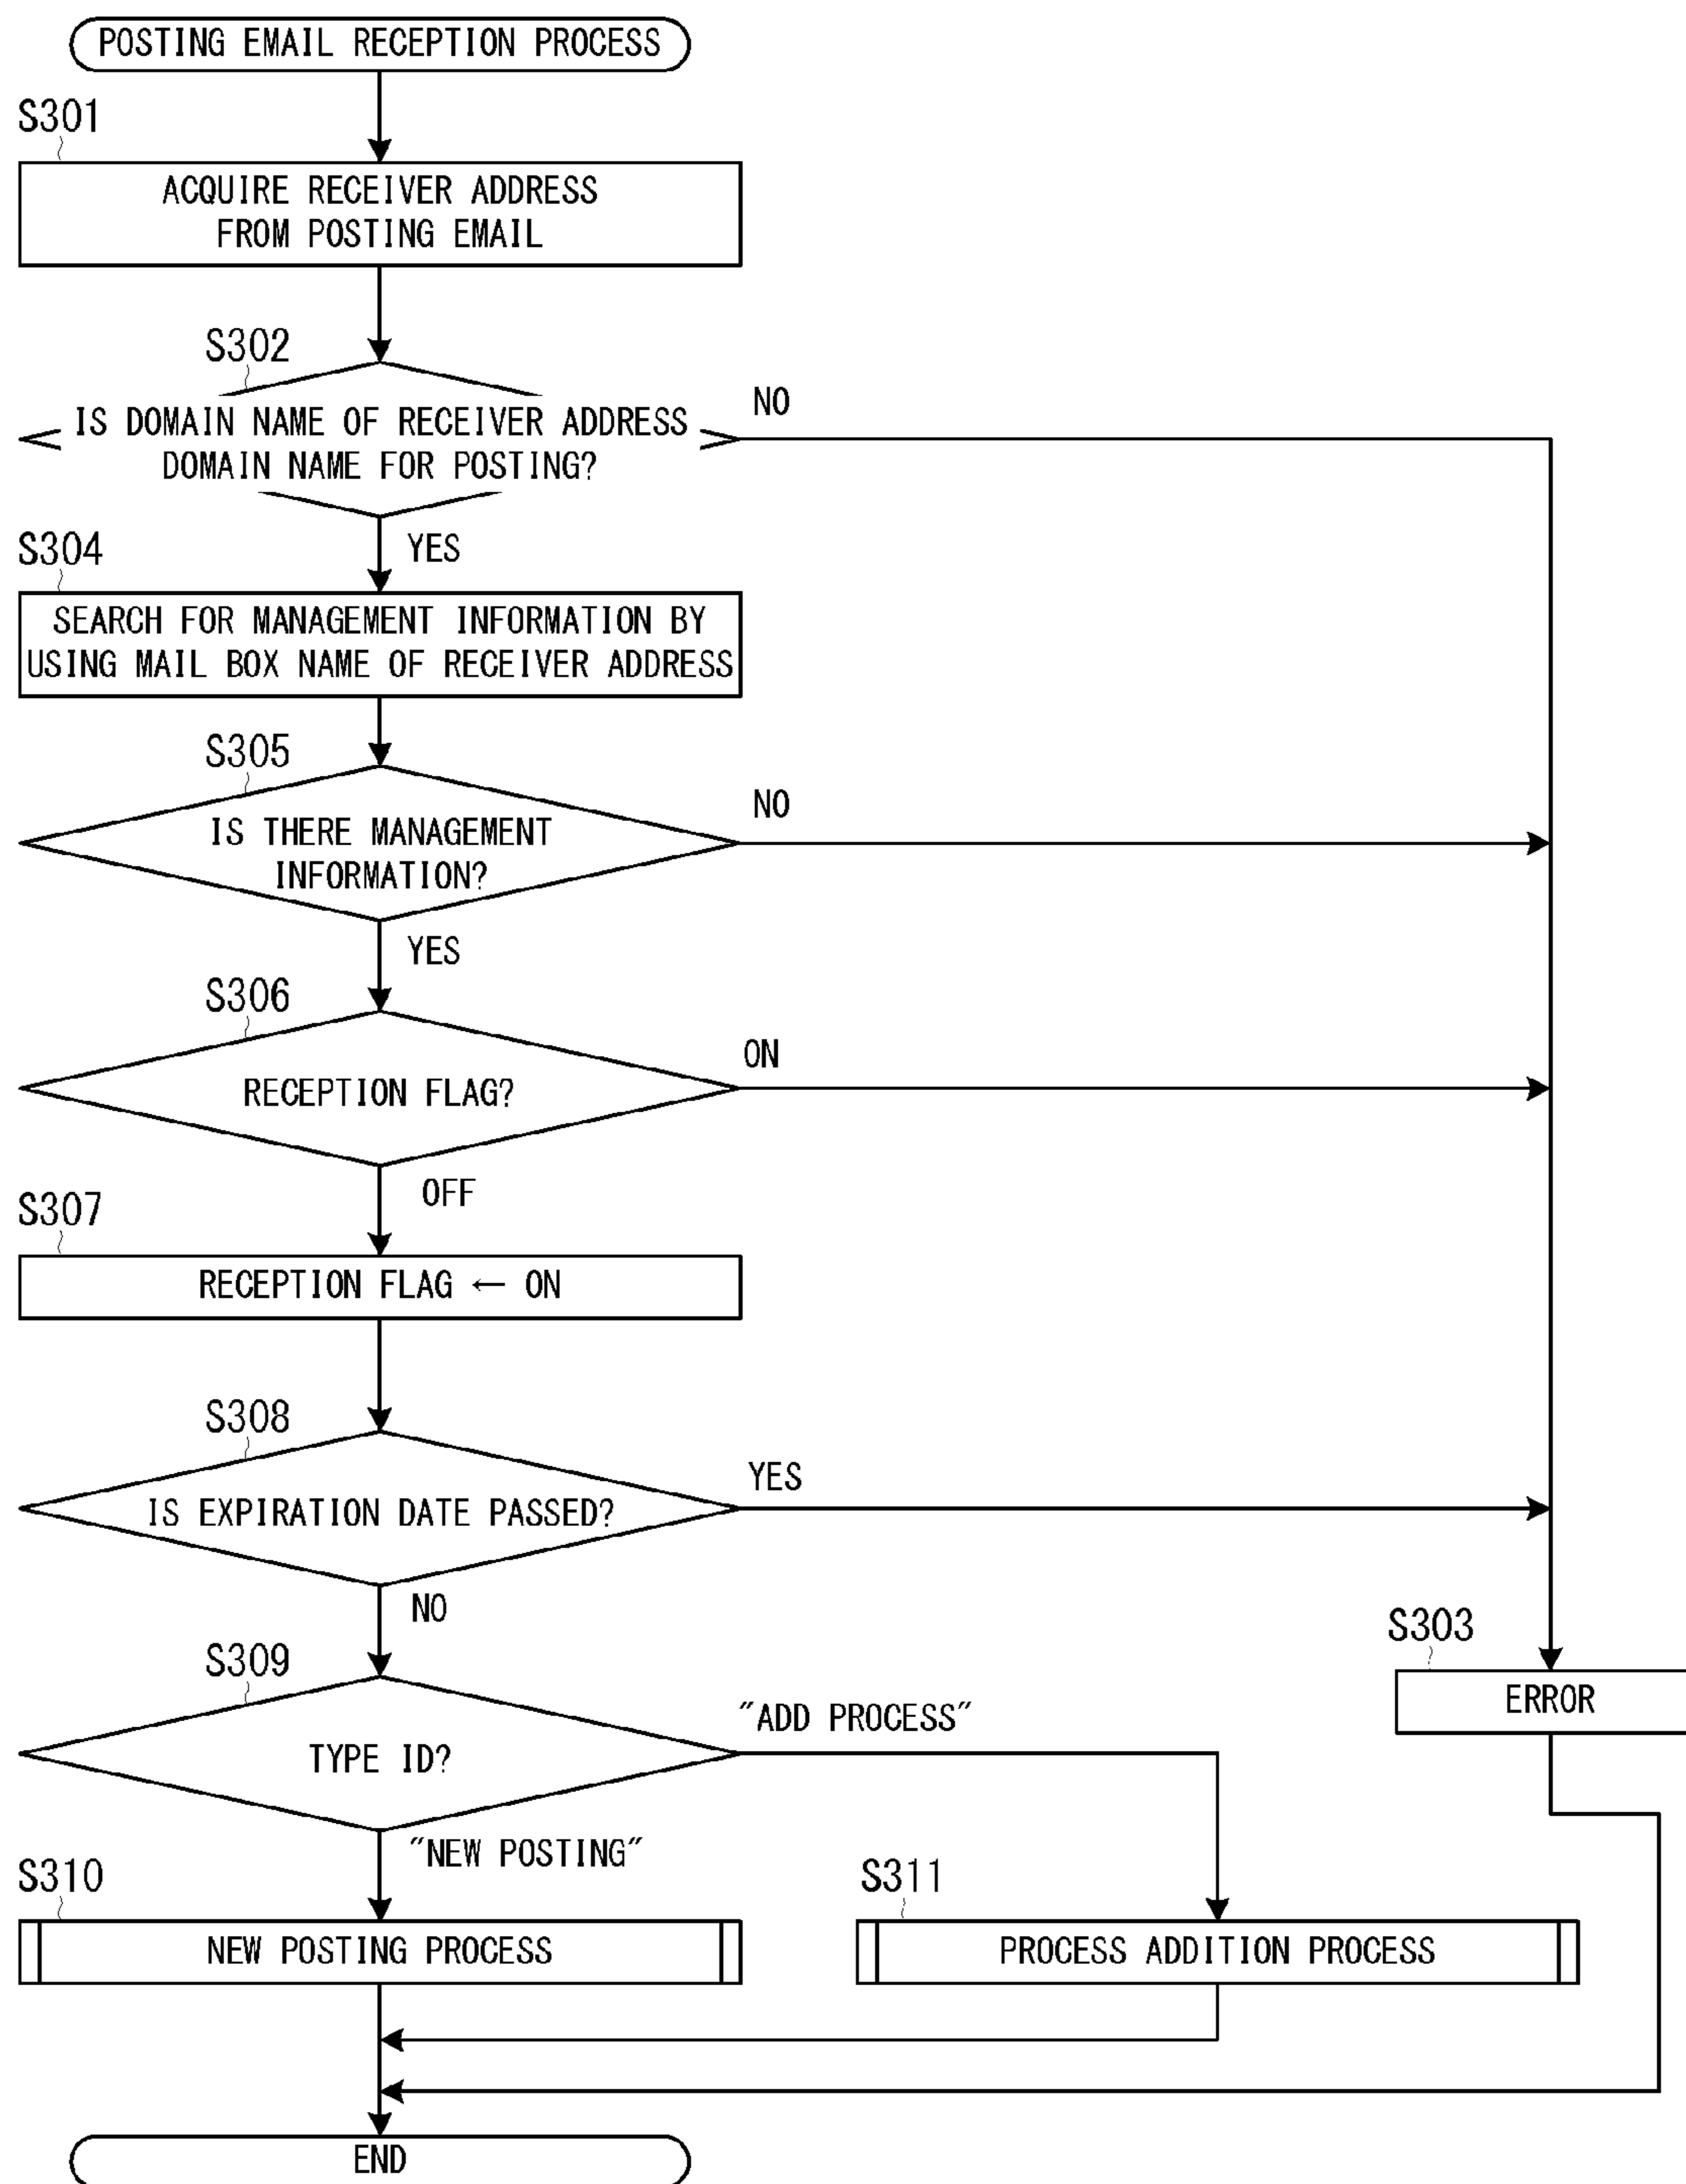 POSTING EMAIL RECEPTION PROCESS
S301
ACQUIRE RECEIVER ADDRESS
FROM POSTING EMAIL
S302
IS DOMAIN NAME OF RECEIVER ADDRESS
DOMAIN NAME FOR POSTING?
NO
YES
S304
SEARCH FOR MANAGEMENT INFORMATION BY
USING MAIL BOX NAME OF RECEIVER ADDRESS
S305
IS THERE MANAGEMENT
INFORMATION?
NO
YES
S306
RECEPTION FLAG?
ON
OFF
S307
RECEPTION FLAG ← ON
S308
IS EXPIRATION DATE PASSED?
YES
NO
S303
ERROR
S309
TYPE ID?
"ADD PROCESS"
"NEW POSTING"
S310
NEW POSTING PROCESS
S311
PROCESS ADDITION PROCESS
END